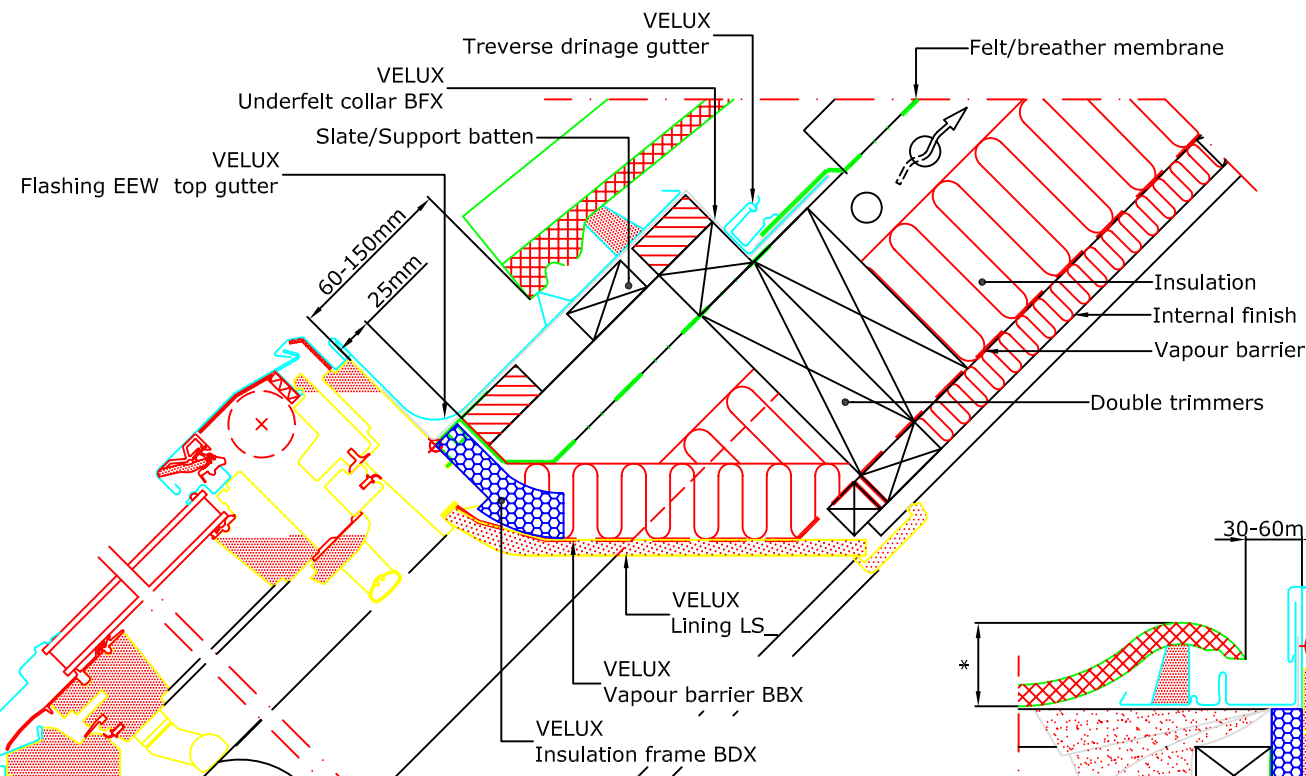 VELUX
Treverse drinage gutter
Felt/breather membrane
VELUX
Underfelt collar BFX
Slate/Support batten
VELUX
Flashing EEW top gutter
60-150mm
25mm
Insulation
Internal finish
Vapour barrier
Double trimmers
30-60m
VELUX
Lining LS_
*
VELUX
Vapour barrier BBX
VELUX
Insulation frame BDX